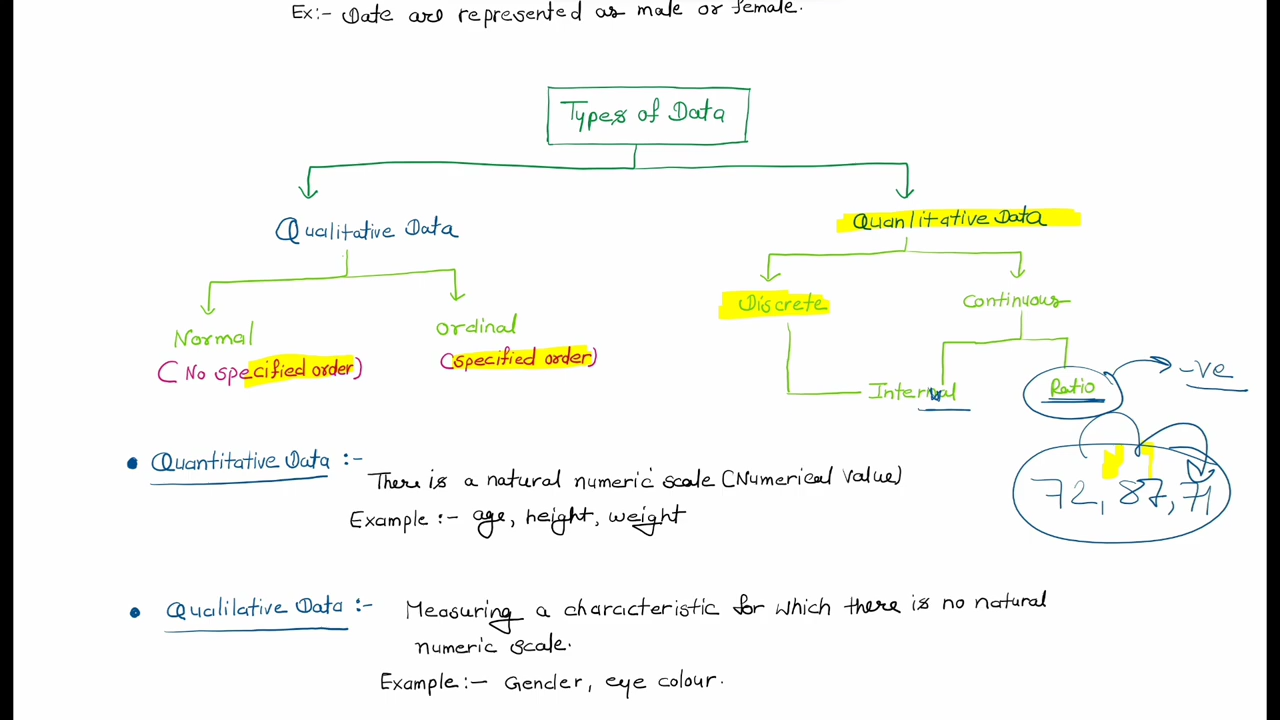 Ex:- Date are represented as male or female.
Types of Data
Qualitative Data
Quanlitative Data
Normal
(No specified order)
ordinal
(specified order)
Discrete
Continuous
Internal
Ratio
-ve
72, 87, 71
• Quantitative Data :-
There is a natural numeric scale (Numerical value)
Example :- age, height, weight
• Qualilative Data :-
Measuring a characteristic for which there is no natural
numeric scale.
Example:- Gender, eye colour.